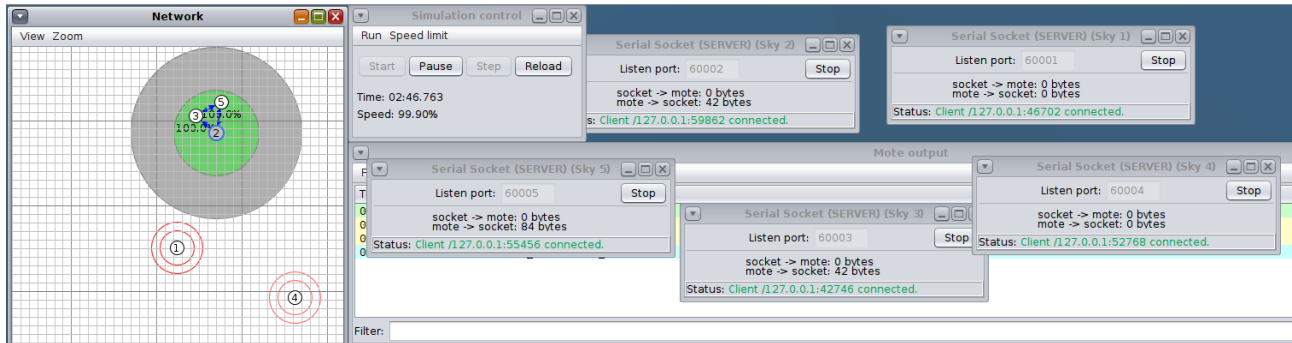 Network
View Zoom
5
3
100.0%
100.0%
2
1
4
Simulation control
Run Speed limit
Start Pause Step Reload
Time: 02:46.763
Speed: 99.90%
Serial Socket (SERVER) (Sky 2)
Listen port: 60002 Stop
socket -> mote: 0 bytes
mote -> socket: 42 bytes
s: Client /127.0.0.1:59862 connected.
Serial Socket (SERVER) (Sky 1)
Listen port: 60001 Stop
socket -> mote: 0 bytes
mote -> socket: 0 bytes
Status: Client /127.0.0.1:46702 connected.
Mote output
F
T
0
0
0
0
Serial Socket (SERVER) (Sky 5)
Listen port: 60005 Stop
socket -> mote: 0 bytes
mote -> socket: 84 bytes
Status: Client /127.0.0.1:55456 connected.
Serial Socket (SERVER) (Sky 3)
Listen port: 60003 Stop
socket -> mote: 0 bytes
mote -> socket: 42 bytes
Status: Client /127.0.0.1:42746 connected.
Serial Socket (SERVER) (Sky 4)
Listen port: 60004 Stop
socket -> mote: 0 bytes
mote -> socket: 0 bytes
Status: Client /127.0.0.1:52768 connected.
Filter: